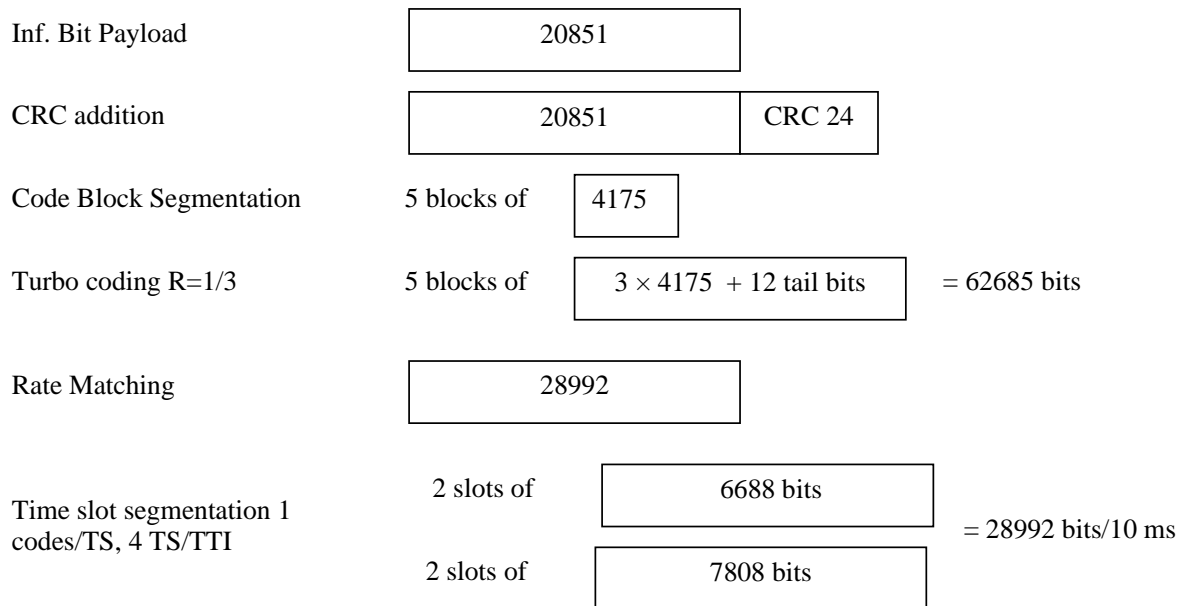 Inf. Bit Payload 20851
CRC addition 20851 CRC 24
Code Block Segmentation 5 blocks of 4175
Turbo coding R=1/3 5 blocks of 3 × 4175 + 12 tail bits = 62685 bits
Rate Matching 28992
2 slots of 6688 bits
Time slot segmentation 1
codes/TS, 4 TS/TTI = 28992 bits/10 ms
2 slots of 7808 bits